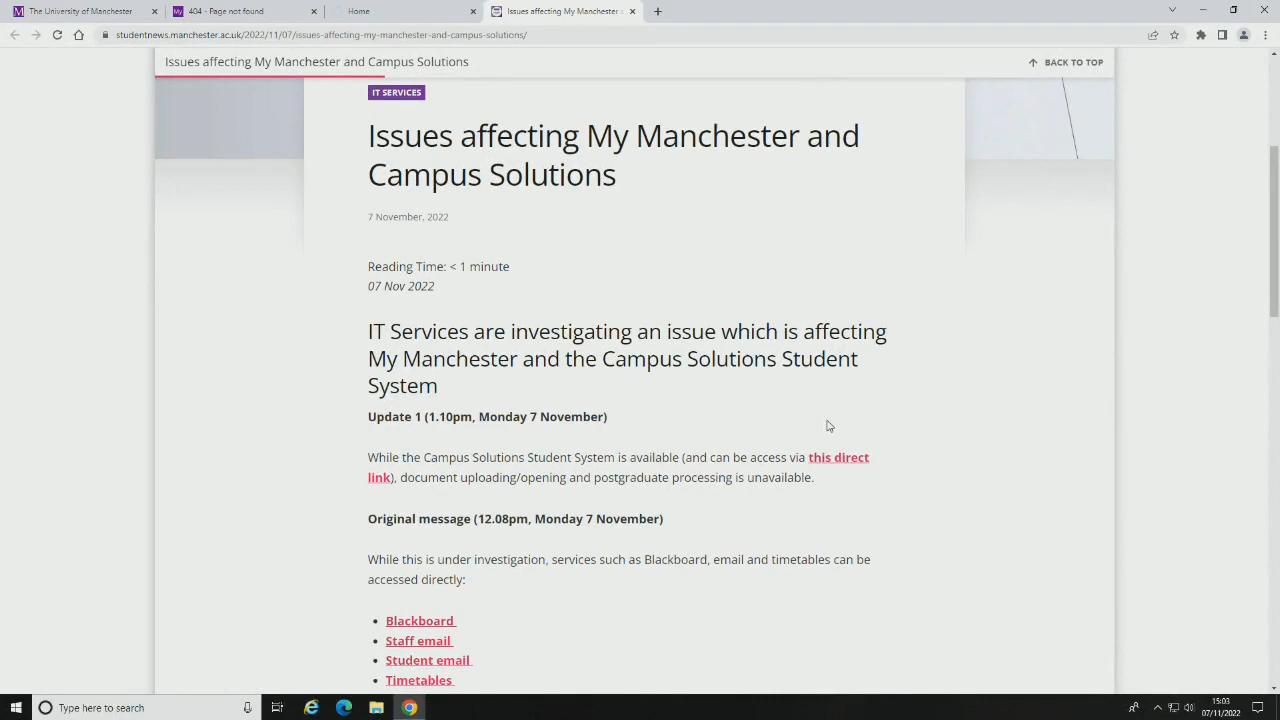 The University of Manchester
404 - Page not found
Home
Issues affecting My Manchester a
studentnews.manchester.ac.uk/2022/11/07/issues-affecting-my-manchester-and-campus-solutions/
Issues affecting My Manchester and Campus Solutions
BACK TO TOP
IT SERVICES
Issues affecting My Manchester and
Campus Solutions
7 November, 2022
Reading Time: < 1 minute
07 Nov 2022
IT Services are investigating an issue which is affecting
My Manchester and the Campus Solutions Student
System
Update 1 (1.10pm, Monday 7 November)
While the Campus Solutions Student System is available (and can be access via this direct
link), document uploading/opening and postgraduate processing is unavailable.
Original message (12.08pm, Monday 7 November)
While this is under investigation, services such as Blackboard, email and timetables can be
accessed directly:
Blackboard
Staff email
Student email
Timetables
Type here to search
15:03
07/11/2022